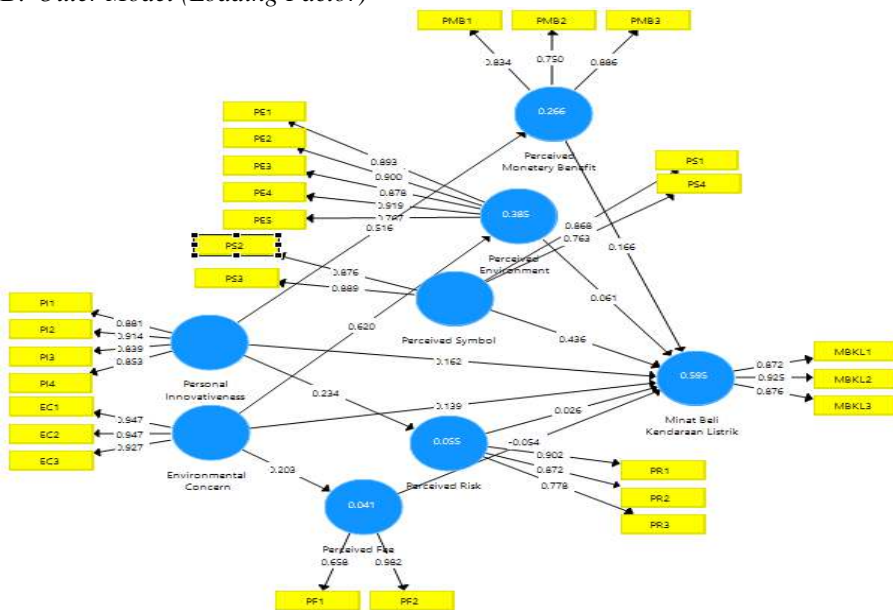 B. Outer Model (Loading Factor)
PMB1 PMB2 PMB3
0.834 0.750 0.886
0.266
Perceived
Monetery Benefit
PE1
PE2
PE3
PE4
PE5
0.893
0.900
0.878
0.919
0.385
Perceived
Environment
PS1
PS4
0.868
0.763
0.516
0.166
PS2
PS3
0.876
0.889
Perceived Symbol
0.061
0.436
0.620
PI1
PI2
PI3
PI4
0.881
0.914
0.839
0.853
Personal
Innovativeness
0.162
0.234
0.139
0.595
Minat Beli
Kendaraan Listrik
0.872
0.925
0.876
MBKL1
MBKL2
MBKL3
EC1
EC2
EC3
0.947
0.947
0.927
Environmental
Concern
0.203
0.055
Perceived Risk
0.026
-0.054
0.902
0.872
0.778
PR1
PR2
PR3
0.041
Perceived Fee
0.658 0.982
PF1 PF2